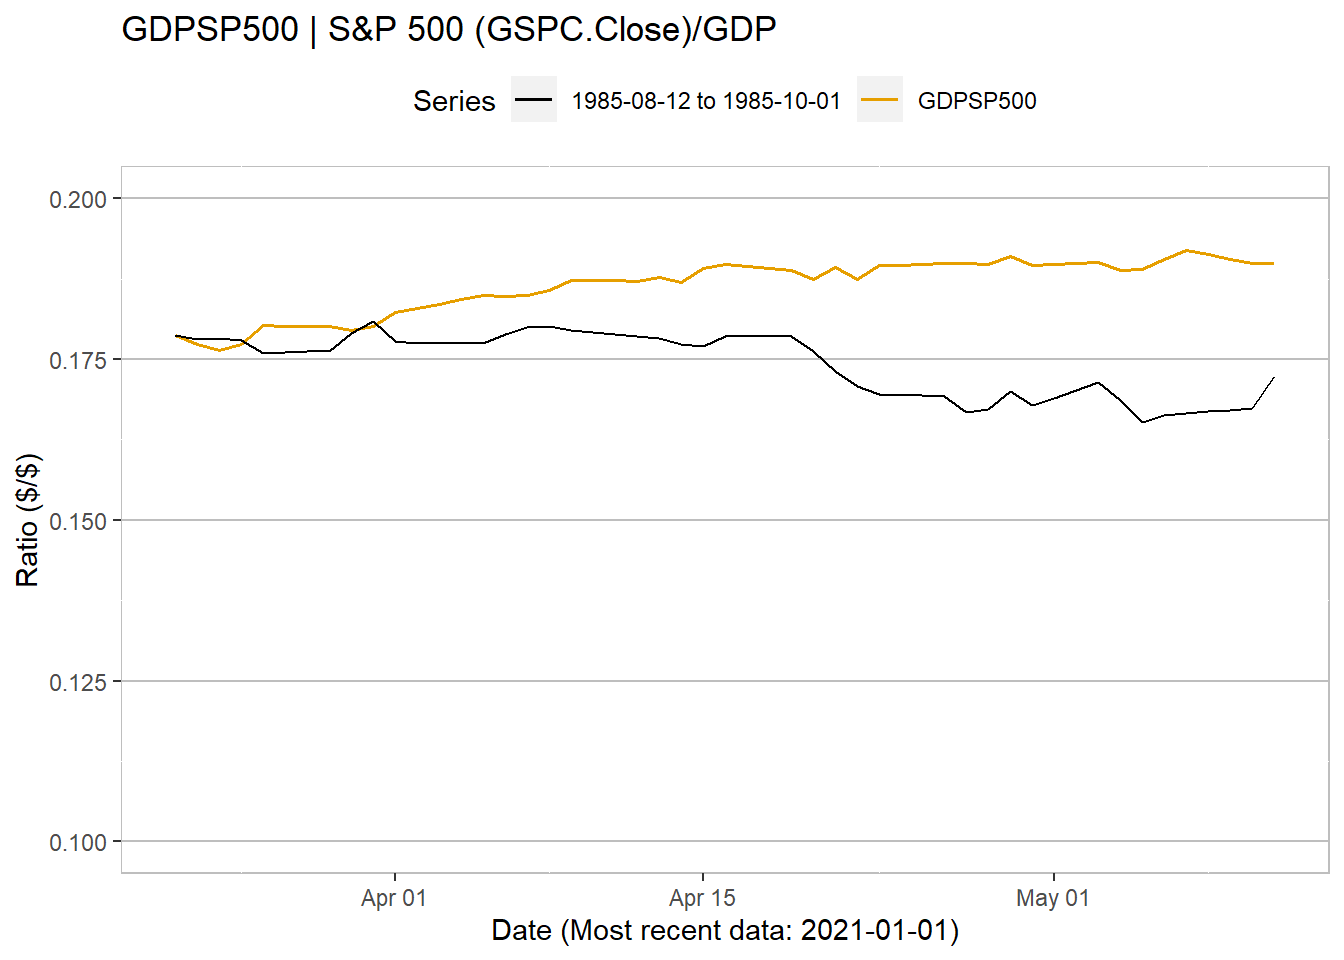 GDPSP500 | S&P 500 (GSPC.Close)/GDP
Series 1985-08-12 to 1985-10-01 GDPSP500
Ratio ($/$)
0.200
0.175
0.150
0.125
0.100
Apr 01 Apr 15 May 01
Date (Most recent data: 2021-01-01)